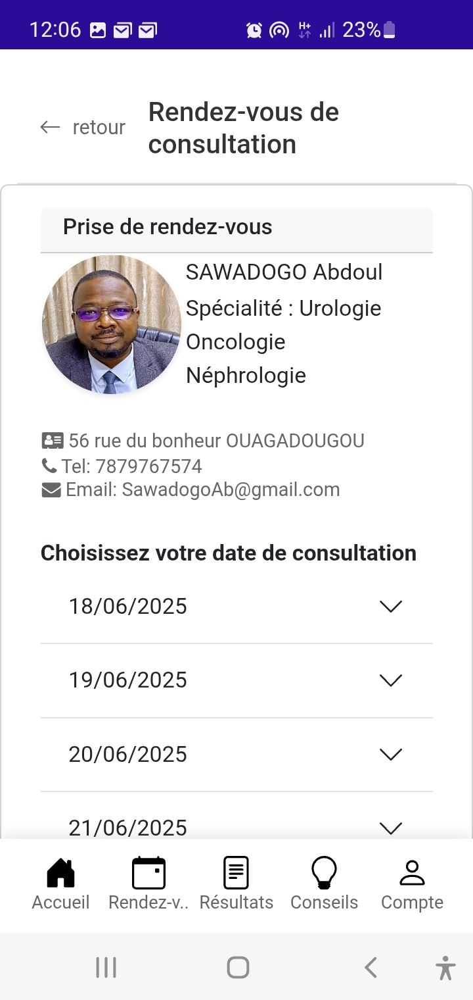 12:06
H+
23%
retour
Rendez-vous de
consultation
Prise de rendez-vous
SAWADOGO Abdoul
Spécialité : Urologie
Oncologie
Néphrologie
56 rue du bonheur OUAGADOUGOU
Tel: 7879767574
Email: SawadogoAb@gmail.com
Choisissez votre date de consultation
18/06/2025
19/06/2025
20/06/2025
21/06/2025
Accueil
Rendez-v..
Résultats
Conseils
Compte